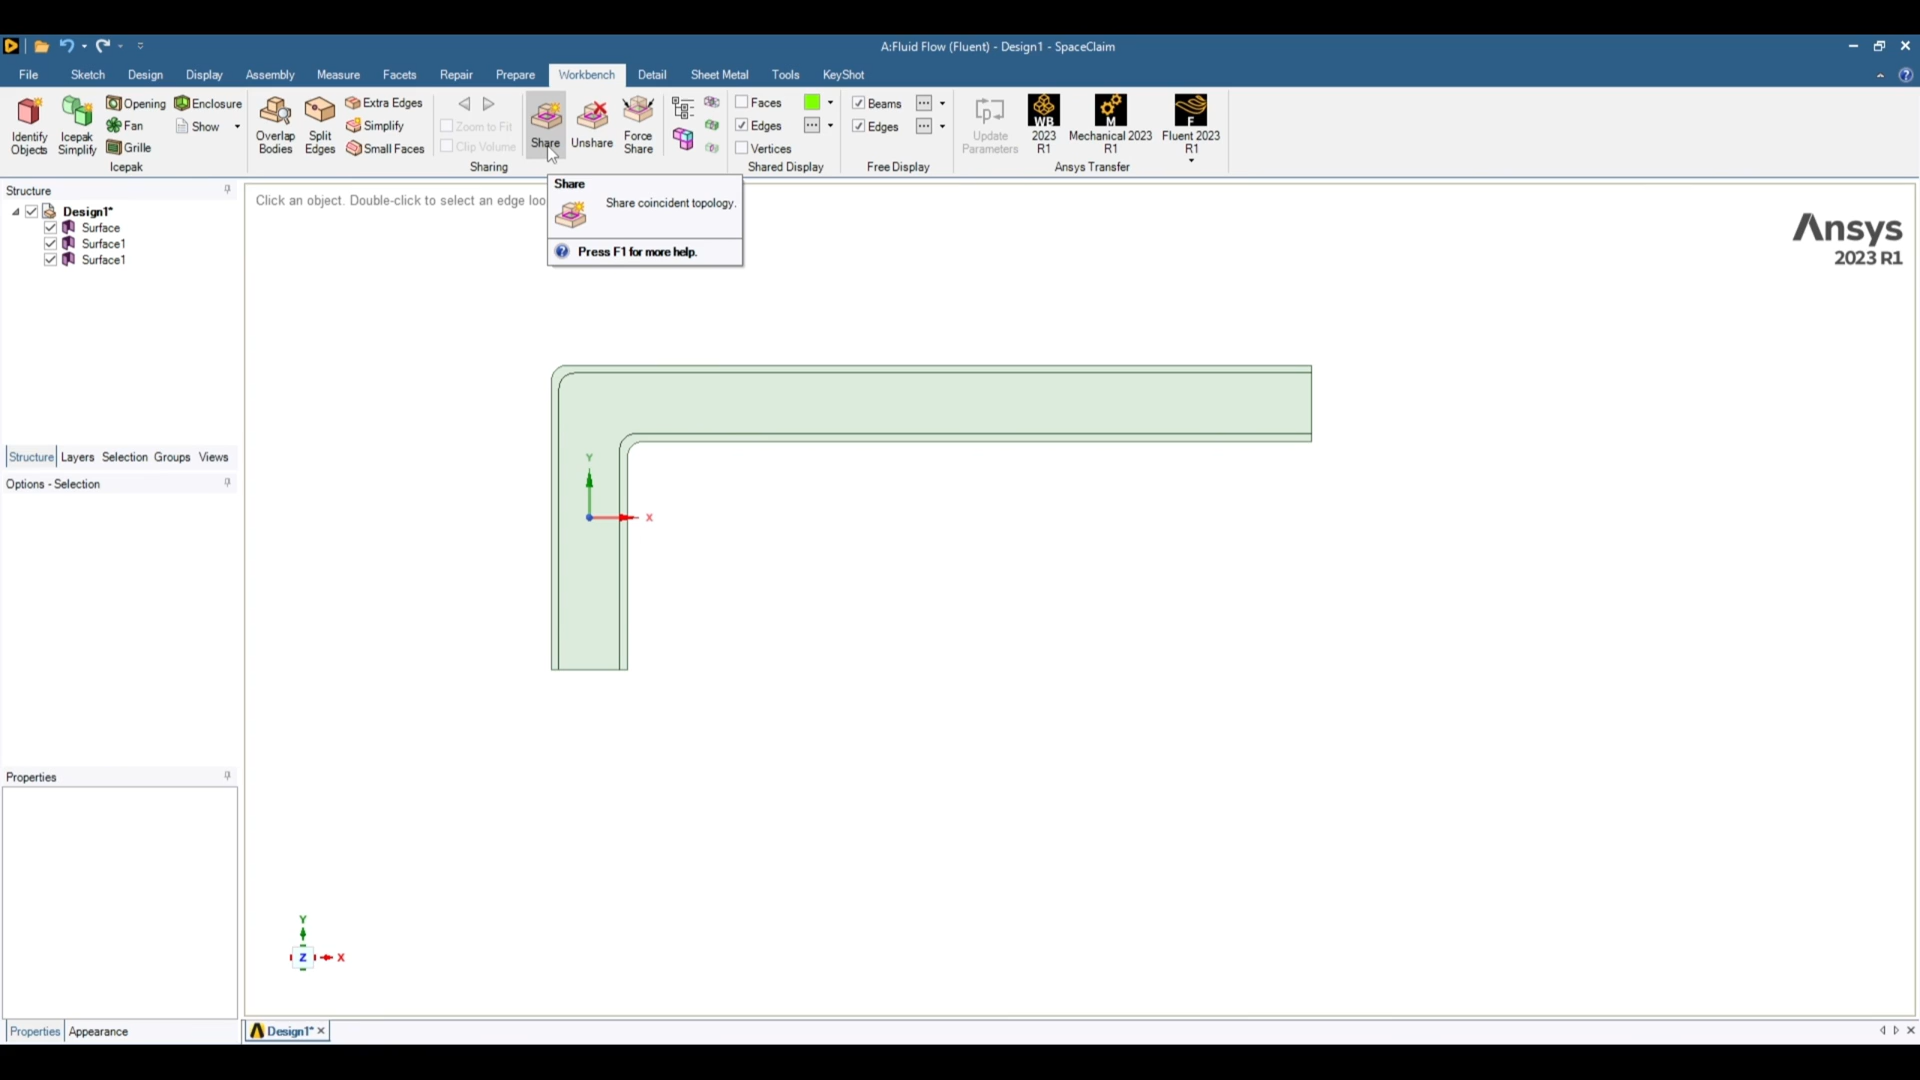 A:Fluid Flow (Fluent) - Design1 - SpaceClaim
File Sketch Design Display Assembly Measure Facets Repair Prepare Workbench Detail Sheet Metal Tools KeyShot
Identify Objects
Icepak Simplify
Opening
Fan
Grille
Enclosure
Show
Icepak
Overlap Bodies
Split Edges
Extra Edges
Simplify
Small Faces
Zoom to Fit
Clip Volume
Share
Unshare
Force Share
Sharing
Faces
Edges
Vertices
Shared Display
Beams
Edges
Free Display
Update Parameters
WB
2023 R1
M
Mechanical 2023 R1
F
Fluent 2023 R1
Ansys Transfer
Structure
Design1*
Surface
Surface1
Surface1
Structure Layers Selection Groups Views
Options - Selection
Properties
Properties Appearance
Click an object. Double-click to select an edge loo
Share
Share coincident topology.
Press F1 for more help.
Ansys
2023 R1
Y
X
Y
Z X
Design1*